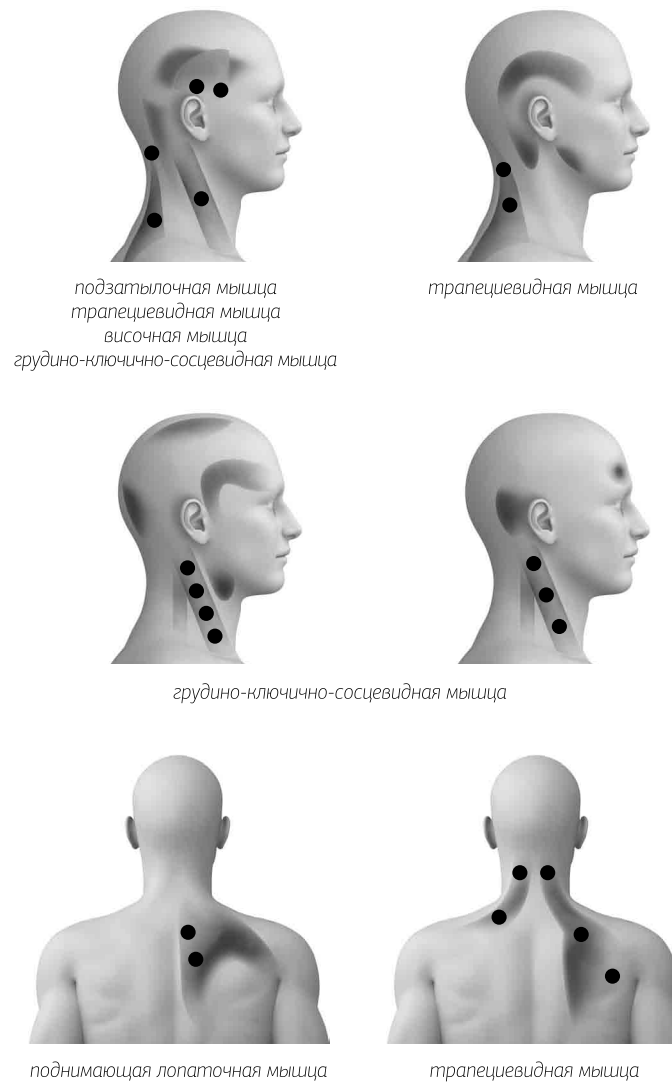 подзатылочная мышца
трапециевидная мышца
височная мышца
грудино-ключично-сосцевидная мышца
трапециевидная мышца
грудино-ключично-сосцевидная мышца
поднимающая лопаточная мышца
трапециевидная мышца